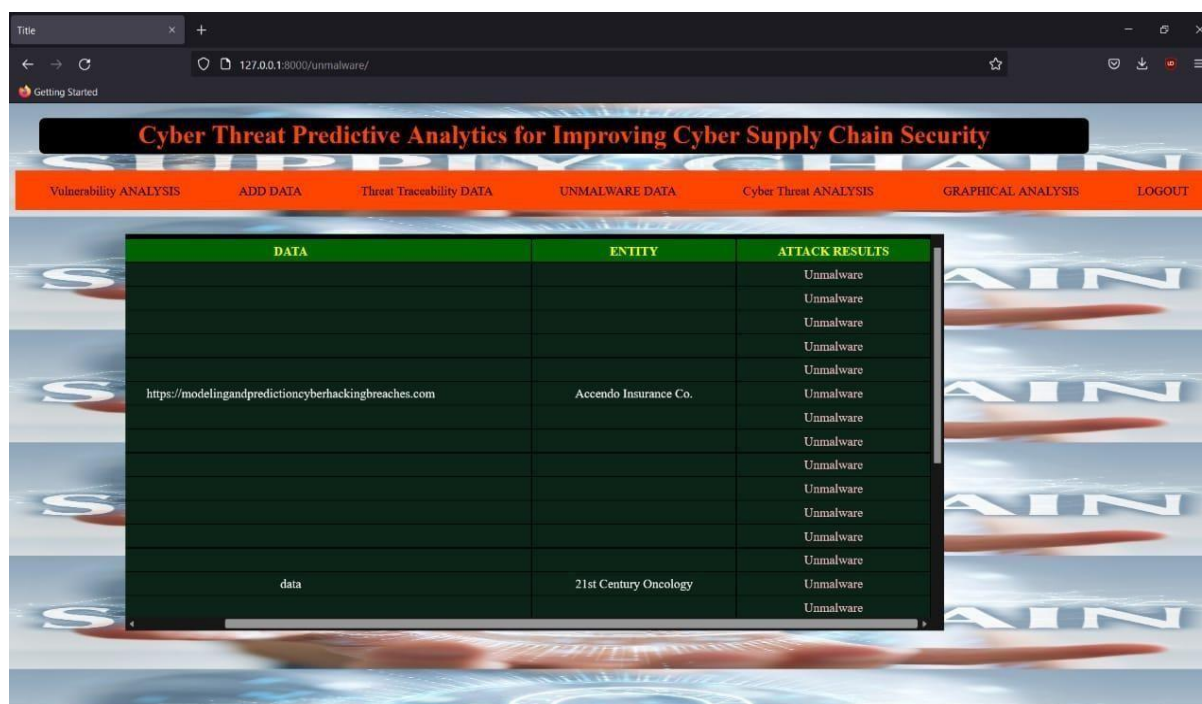 Title
127.0.0.1:8000/unmalware/
Getting Started
Cyber Threat Predictive Analytics for Improving Cyber Supply Chain Security
SUPPLY CHAIN
Vulnerability ANALYSIS ADD DATA Threat Traceability DATA UNMALWARE DATA Cyber Threat ANALYSIS GRAPHICAL ANALYSIS LOGOUT
DATA ENTITY ATTACK RESULTS
Unmalware
Unmalware
Unmalware
Unmalware
Unmalware
https://modelingandpredictioncyberhackingbreaches.com Accendo Insurance Co. Unmalware
Unmalware
Unmalware
Unmalware
Unmalware
Unmalware
Unmalware
Unmalware
data 21st Century Oncology Unmalware
Unmalware